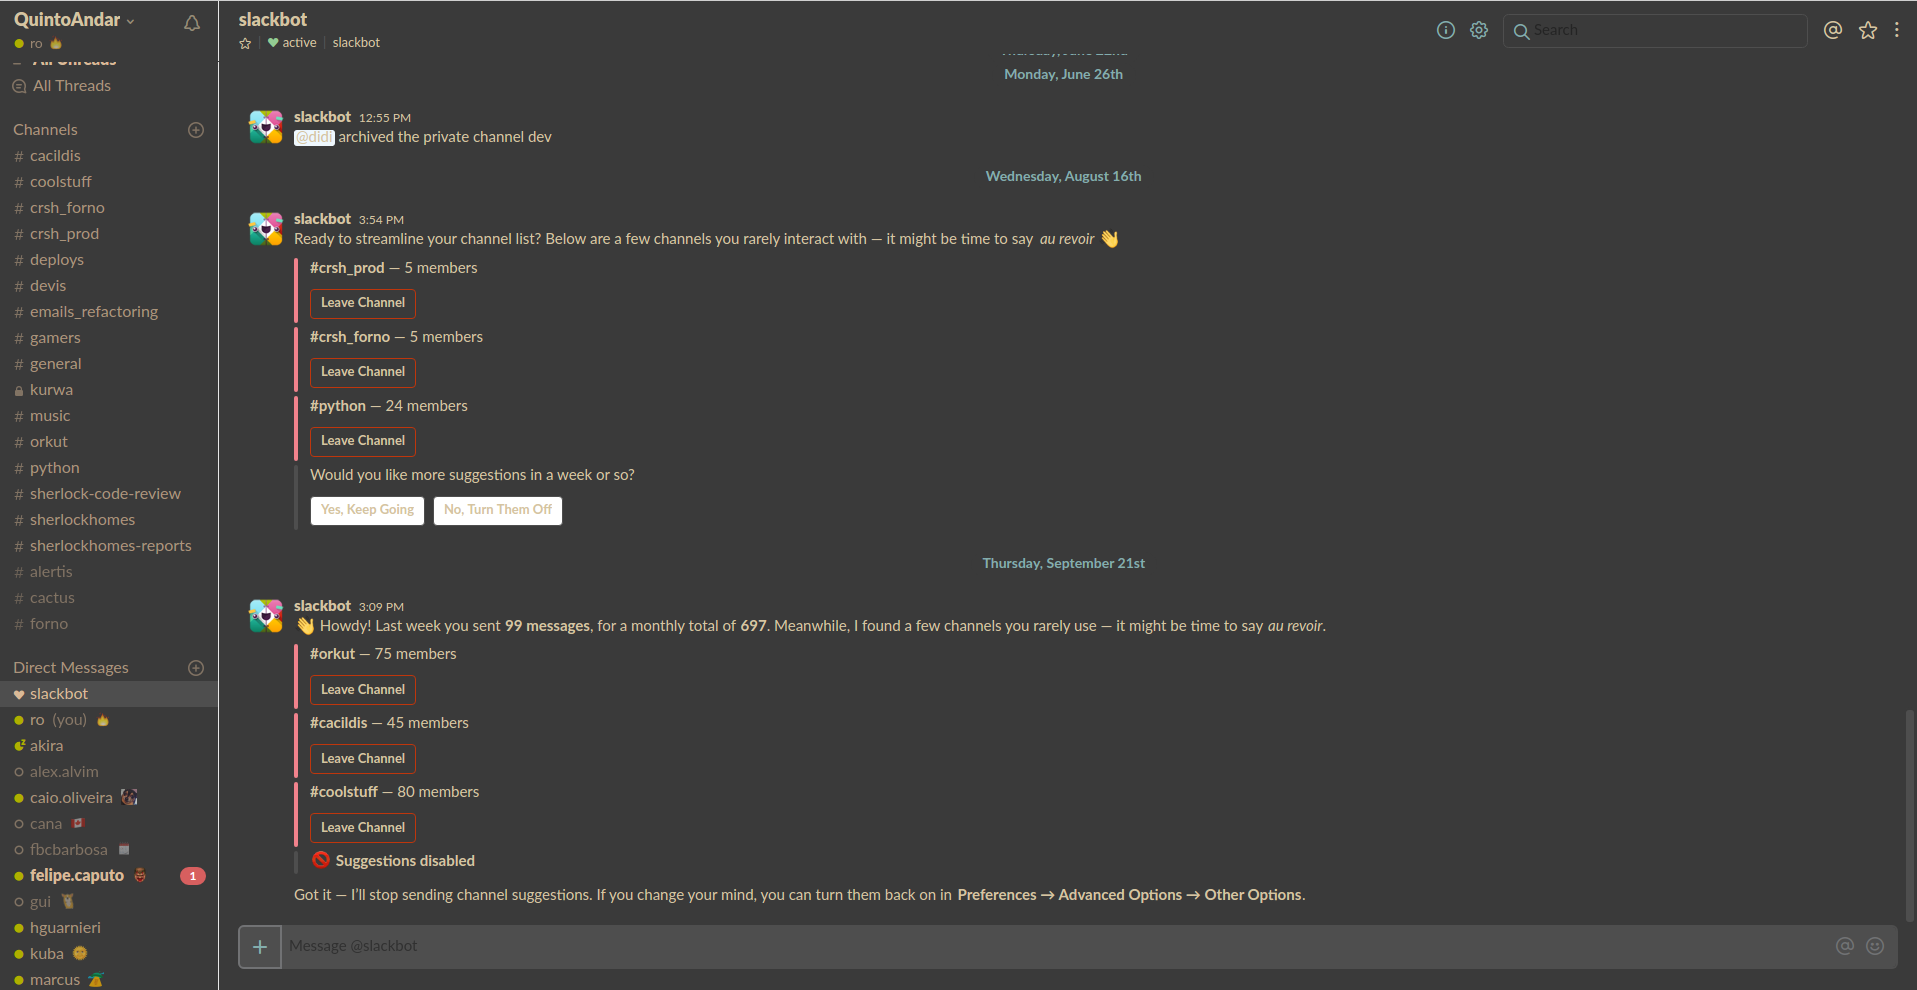 QuintoAndar
ro
All Threads
All Threads
Channels
# cacildis
# coolstuff
# crsh_forno
# crsh_prod
# deploys
# devis
# emails_refactoring
# gamers
# general
kurwa
# music
# orkut
# python
# sherlock-code-review
# sherlockhomes
# sherlockhomes-reports
# alertis
# cactus
# forno
Direct Messages
slackbot
ro (you)
akira
alex.alvim
caio.oliveira
cana
fbcbarbosa
felipe.caputo 1
gui
hguarnieri
kuba
marcus
slackbot
active | slackbot
Search
Thursday, June 22nd
Monday, June 26th
slackbot 12:55 PM
@didi archived the private channel dev
Wednesday, August 16th
slackbot 3:54 PM
Ready to streamline your channel list? Below are a few channels you rarely interact with — it might be time to say au revoir 👋
#crsh_prod — 5 members
Leave Channel
#crsh_forno — 5 members
Leave Channel
#python — 24 members
Leave Channel
Would you like more suggestions in a week or so?
Yes, Keep Going No, Turn Them Off
Thursday, September 21st
slackbot 3:09 PM
👋 Howdy! Last week you sent 99 messages, for a monthly total of 697. Meanwhile, I found a few channels you rarely use — it might be time to say au revoir.
#orkut — 75 members
Leave Channel
#cacildis — 45 members
Leave Channel
#coolstuff — 80 members
Leave Channel
🚫 Suggestions disabled
Got it — I'll stop sending channel suggestions. If you change your mind, you can turn them back on in Preferences → Advanced Options → Other Options.
Message @slackbot